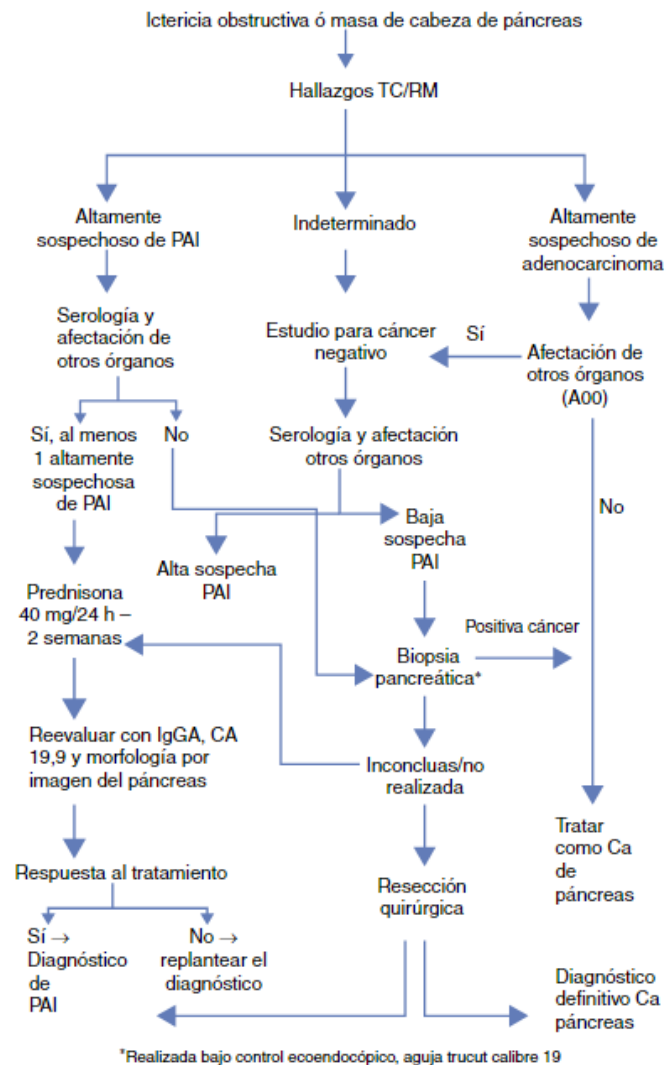 Ictericia obstructiva ó masa de cabeza de páncreas
Hallazgos TC/RM
Altamente
sospechoso de PAI
Indeterminado
Altamente
sospechoso de
adenocarcinoma
Serología y
afectación de
otros órganos
Estudio para cáncer
negativo
Sí
Afectación de
otros órganos
(A00)
Sí, al menos
1 altamente
sospechosa
de PAI
No
Serología y afectación
otros órganos
No
Alta sospecha
PAI
Baja
sospecha
PAI
Prednisona
40 mg/24 h –
2 semanas
Positiva cáncer
Biopsia
pancreática*
Reevaluar con IgGA, CA
19,9 y morfología por
imagen del páncreas
Inconcluas/no
realizada
Tratar
como Ca
de
páncreas
Respuesta al tratamiento
Resección
quirúrgica
Sí →
Diagnóstico
de
PAI
No →
replantear el
diagnóstico
Diagnóstico
definitivo Ca
páncreas
*Realizada bajo control ecoendocópico, aguja trucut calibre 19